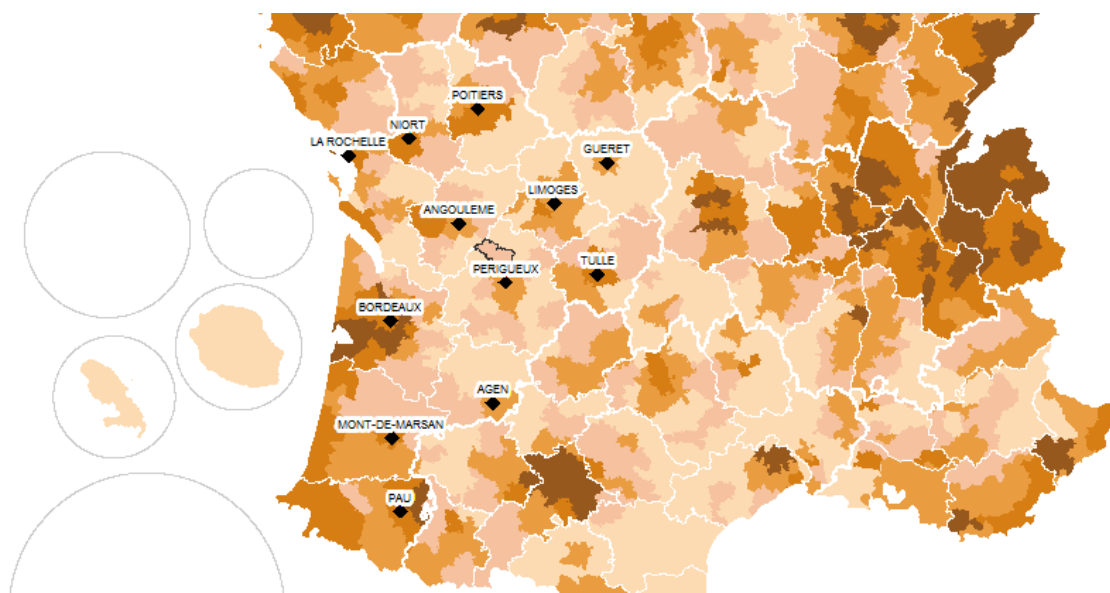 POITIERS
NIORT
LA ROCHELLE
GUERET
LIMOGES
ANGOULEME
PERIGUEUX
TULLE
BORDEAUX
AGEN
MONT-DE-MARSAN
PAU